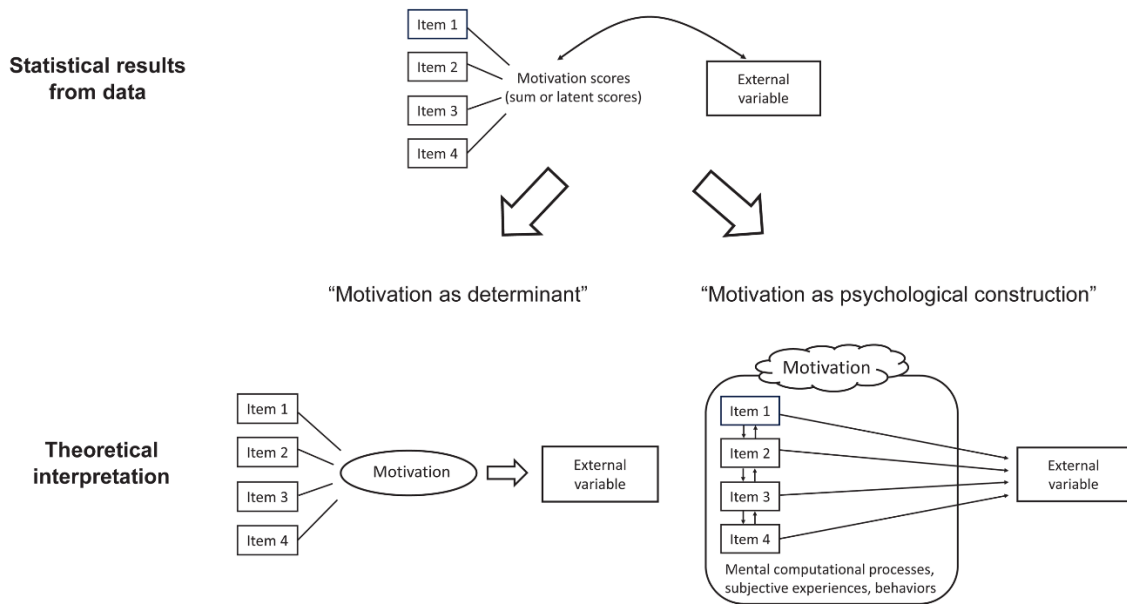 Statistical results
from data
Item 1
Item 2
Item 3
Item 4
Motivation scores
(sum or latent scores)
External
variable
“Motivation as determinant”
“Motivation as psychological construction”
Theoretical
interpretation
Item 1
Item 2
Item 3
Item 4
Motivation
External
variable
Motivation
Item 1
Item 2
Item 3
Item 4
Mental computational processes,
subjective experiences, behaviors
External
variable